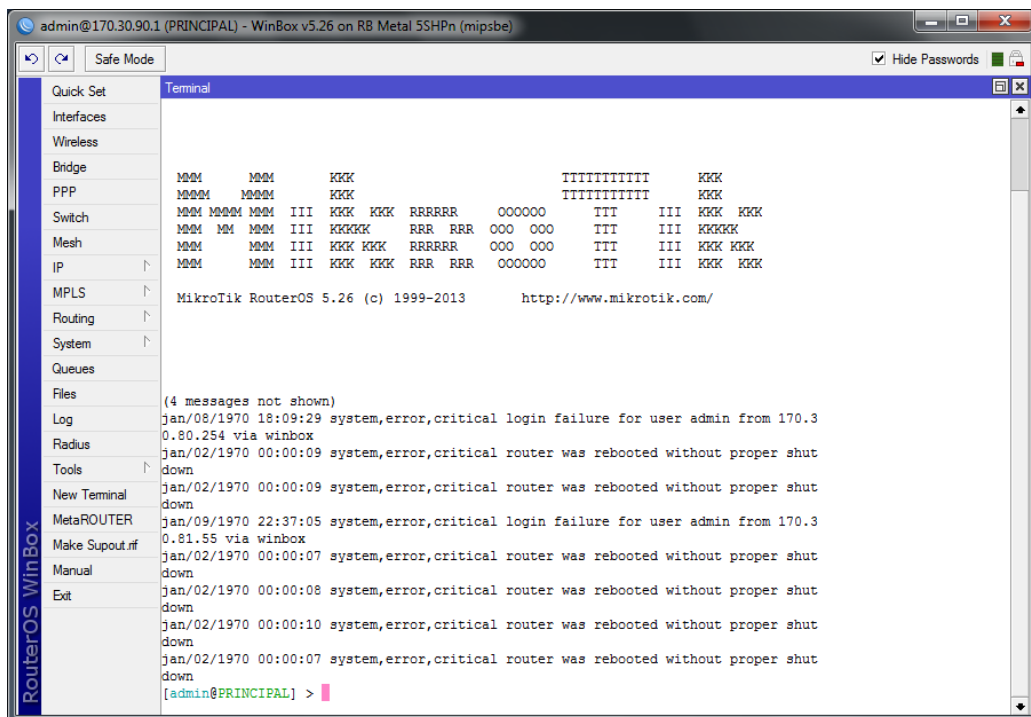 admin@170.30.90.1 (PRINCIPAL) - WinBox v5.26 on RB Metal 5SHPn (mipsbe)
Safe Mode
Hide Passwords
Quick Set
Interfaces
Wireless
Bridge
PPP
Switch
Mesh
IP
MPLS
Routing
System
Queues
Files
Log
Radius
Tools
New Terminal
MetaROUTER
Make Supout.rif
Manual
Exit
RouterOS WinBox
Terminal
MMM      MMM       KKK                          TTTTTTTTTTT      KKK
MMMM    MMMM       KKK                          TTTTTTTTTTT      KKK
MMM MMMM MMM  III  KKK  KKK  RRRRRR     OOOOOO      TTT     III  KKK  KKK
MMM  MM  MMM  III  KKKKK     RRR  RRR  OOO  OOO     TTT     III  KKKKK
MMM      MMM  III  KKK KKK   RRRRRR    OOO  OOO     TTT     III  KKK KKK
MMM      MMM  III  KKK  KKK  RRR  RRR   OOOOOO      TTT     III  KKK  KKK
MikroTik RouterOS 5.26 (c) 1999-2013       http://www.mikrotik.com/
(4 messages not shown)
jan/08/1970 18:09:29 system,error,critical login failure for user admin from 170.3
0.80.254 via winbox
jan/02/1970 00:00:09 system,error,critical router was rebooted without proper shut
down
jan/02/1970 00:00:09 system,error,critical router was rebooted without proper shut
down
jan/09/1970 22:37:05 system,error,critical login failure for user admin from 170.3
0.81.55 via winbox
jan/02/1970 00:00:07 system,error,critical router was rebooted without proper shut
down
jan/02/1970 00:00:08 system,error,critical router was rebooted without proper shut
down
jan/02/1970 00:00:10 system,error,critical router was rebooted without proper shut
down
jan/02/1970 00:00:07 system,error,critical router was rebooted without proper shut
down
[admin@PRINCIPAL] >